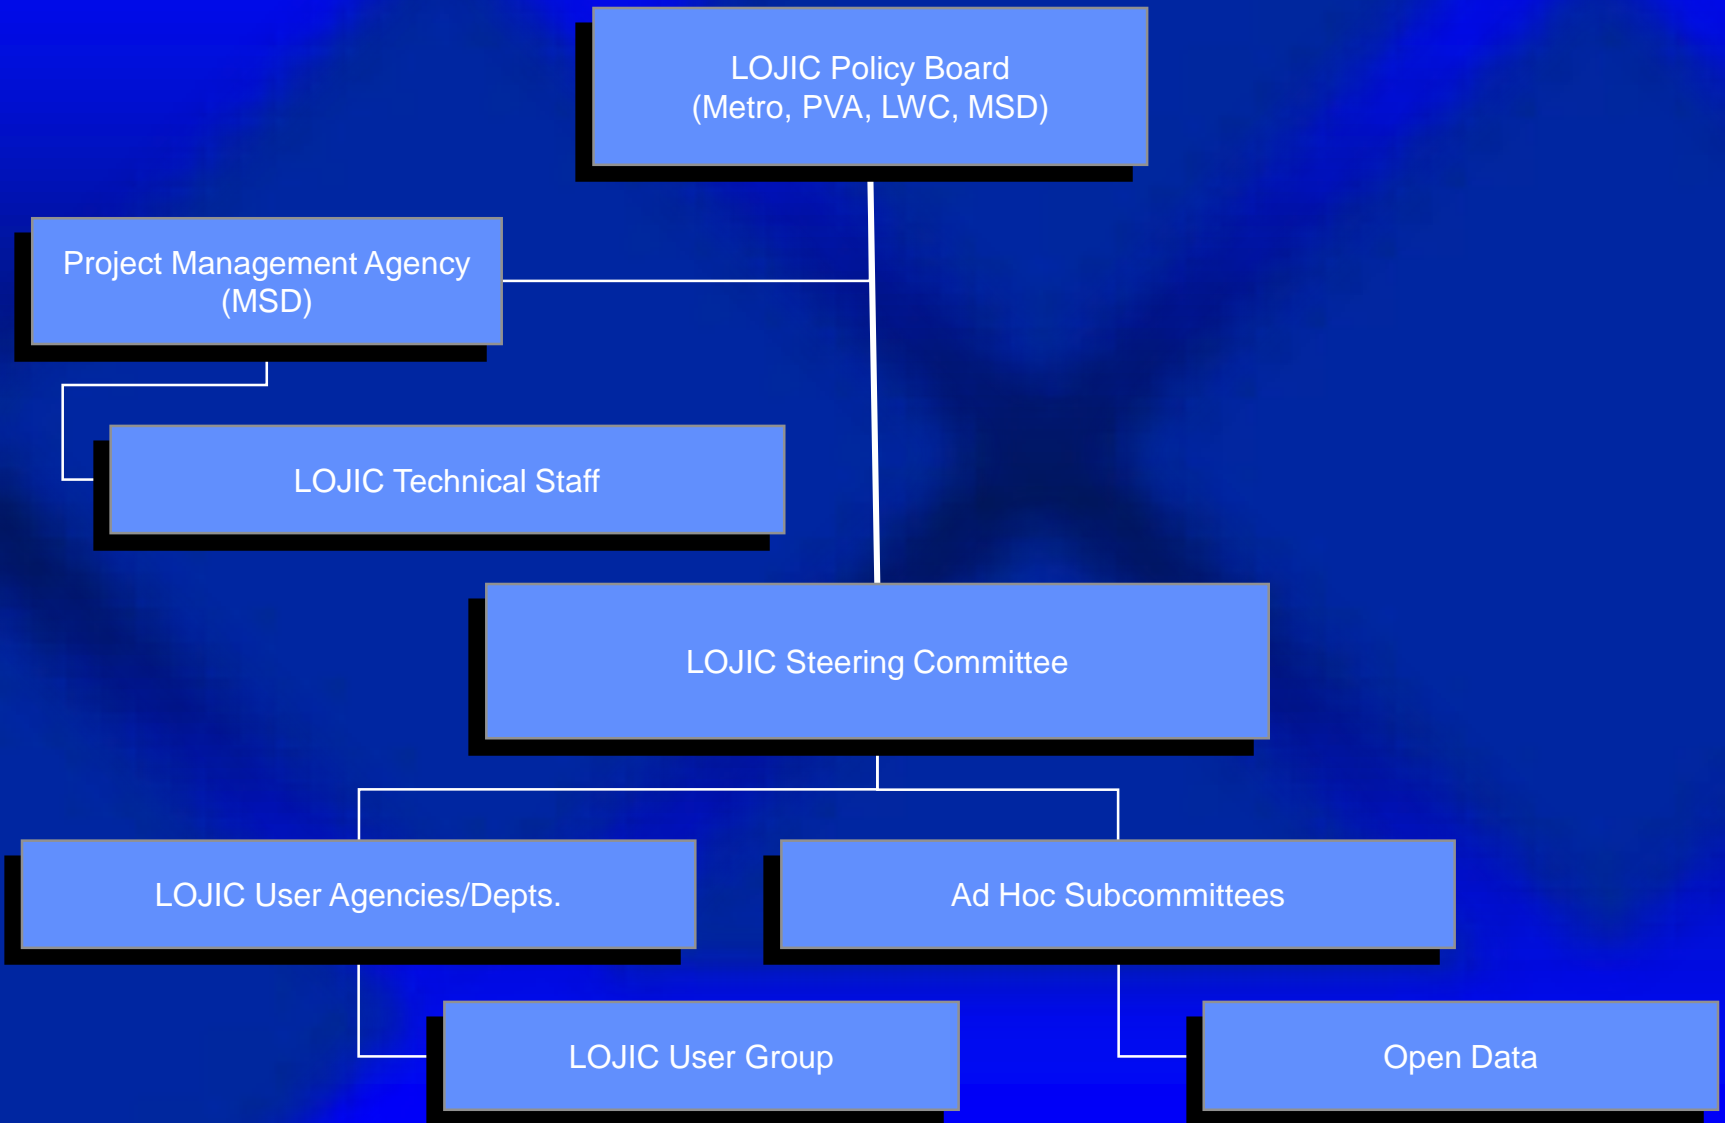 LOJIC Policy Board
(Metro, PVA, LWC, MSD)
Project Management Agency
(MSD)
LOJIC Technical Staff
LOJIC Steering Committee
LOJIC User Agencies/Depts.
Ad Hoc Subcommittees
LOJIC User Group
Open Data